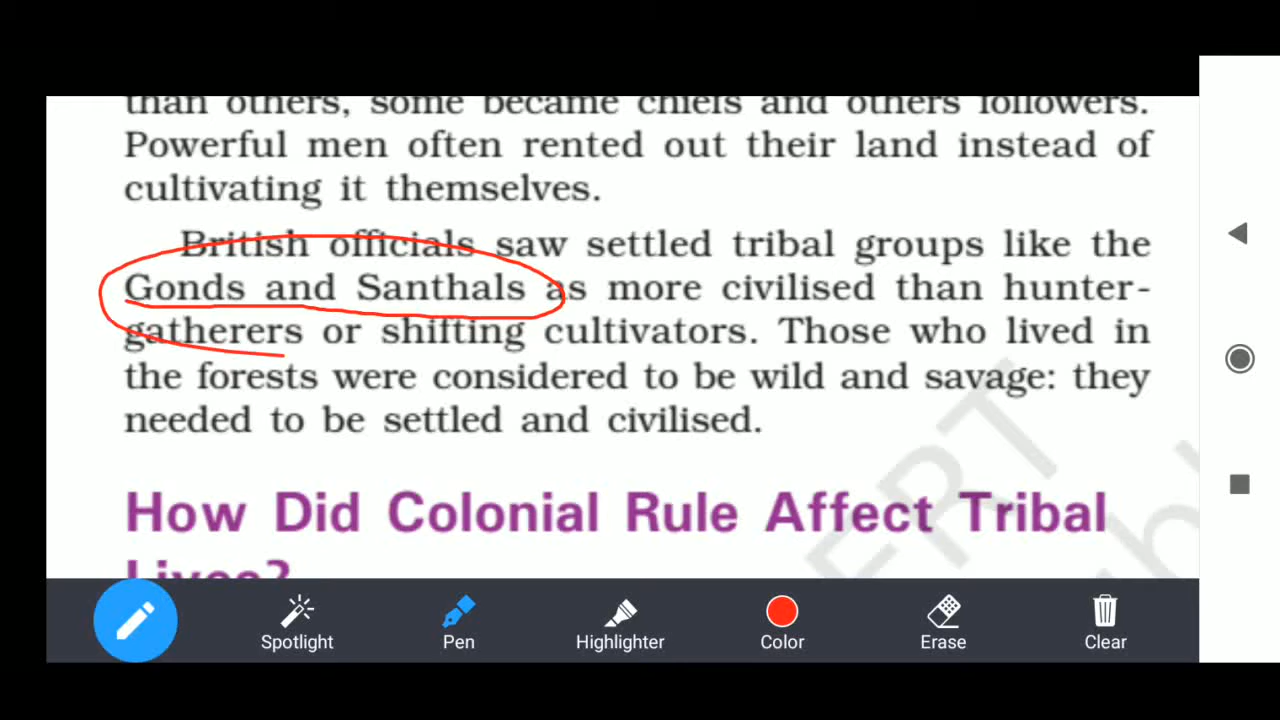 than others, some became chiefs and others followers.
Powerful men often rented out their land instead of
cultivating it themselves.
British officials saw settled tribal groups like the
Gonds and Santhals as more civilised than hunter-
gatherers or shifting cultivators. Those who lived in
the forests were considered to be wild and savage: they
needed to be settled and civilised.
How Did Colonial Rule Affect Tribal
Lives?
Spotlight
Pen
Highlighter
Color
Erase
Clear